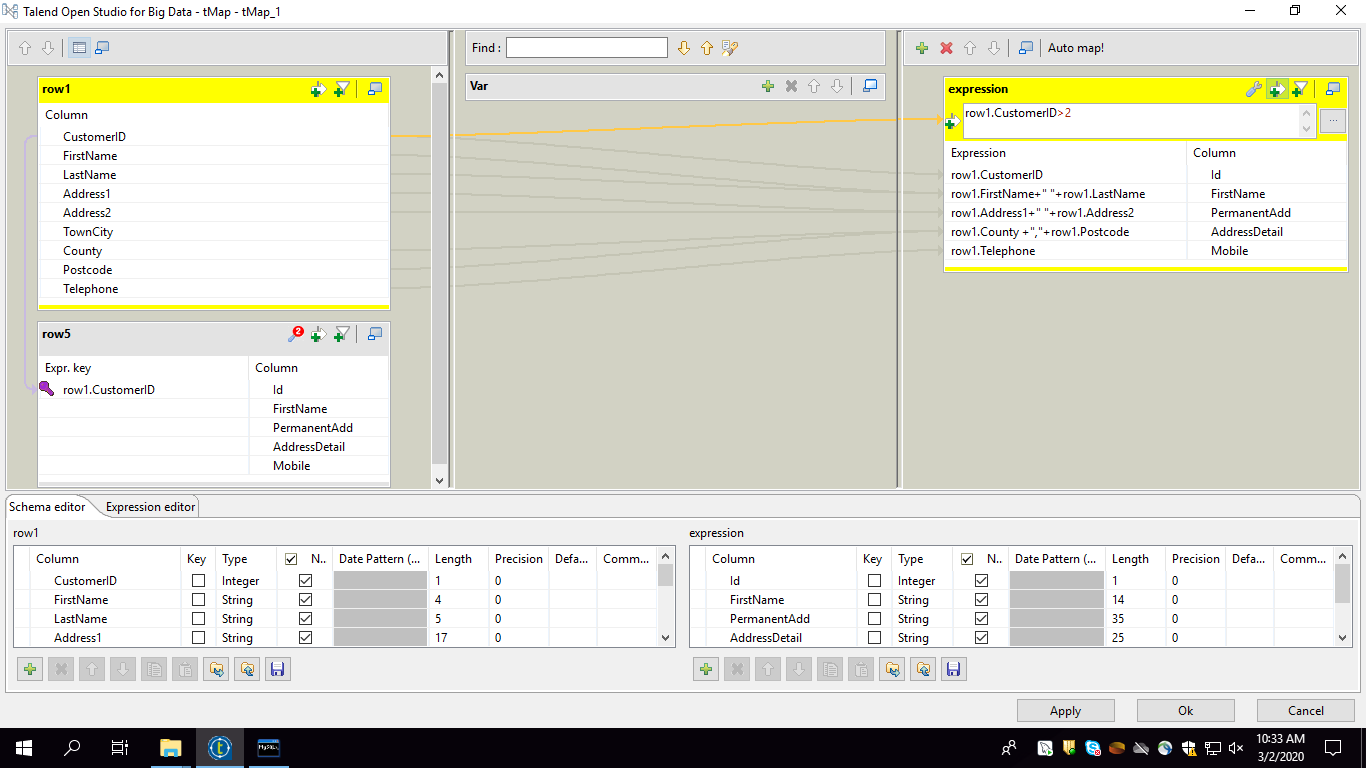 Talend Open Studio for Big Data - tMap - tMap_1
Find :
Auto map!
row1
Column
CustomerID
FirstName
LastName
Address1
Address2
TownCity
County
Postcode
Telephone
row5
2
Expr. key Column
row1.CustomerID Id
FirstName
PermanentAdd
AddressDetail
Mobile
Var
expression
row1.CustomerID>2
...
Expression Column
row1.CustomerID Id
row1.FirstName+" "+row1.LastName FirstName
row1.Address1+" "+row1.Address2 PermanentAdd
row1.County +","+row1.Postcode AddressDetail
row1.Telephone Mobile
Schema editor Expression editor
row1
Column Key Type N.. Date Pattern (... Length Precision Defa... Comm...
CustomerID Integer 1 0
FirstName String 4 0
LastName String 5 0
Address1 String 17 0
expression
Column Key Type N.. Date Pattern (... Length Precision Defa... Comm...
Id Integer 1 0
FirstName String 14 0
PermanentAdd String 35 0
AddressDetail String 25 0
Apply Ok Cancel
10:33 AM
3/2/2020